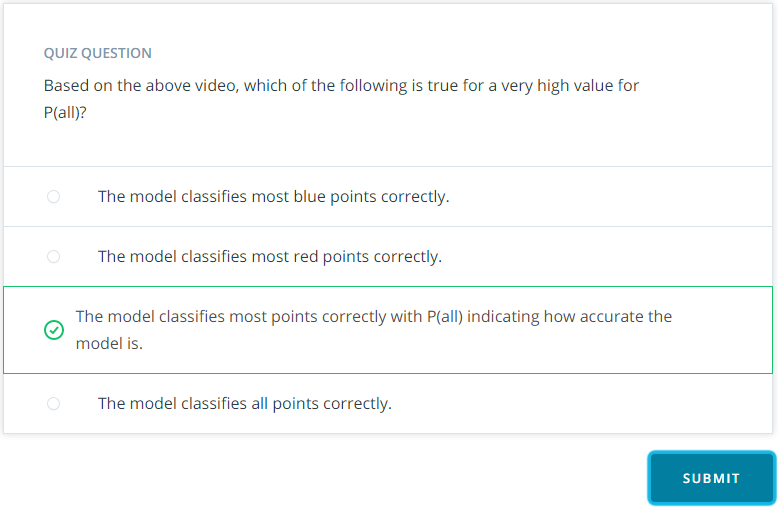 QUIZ QUESTION
Based on the above video, which of the following is true for a very high value for
P(all)?
The model classifies most blue points correctly.
The model classifies most red points correctly.
The model classifies most points correctly with P(all) indicating how accurate the
model is.
The model classifies all points correctly.
SUBMIT